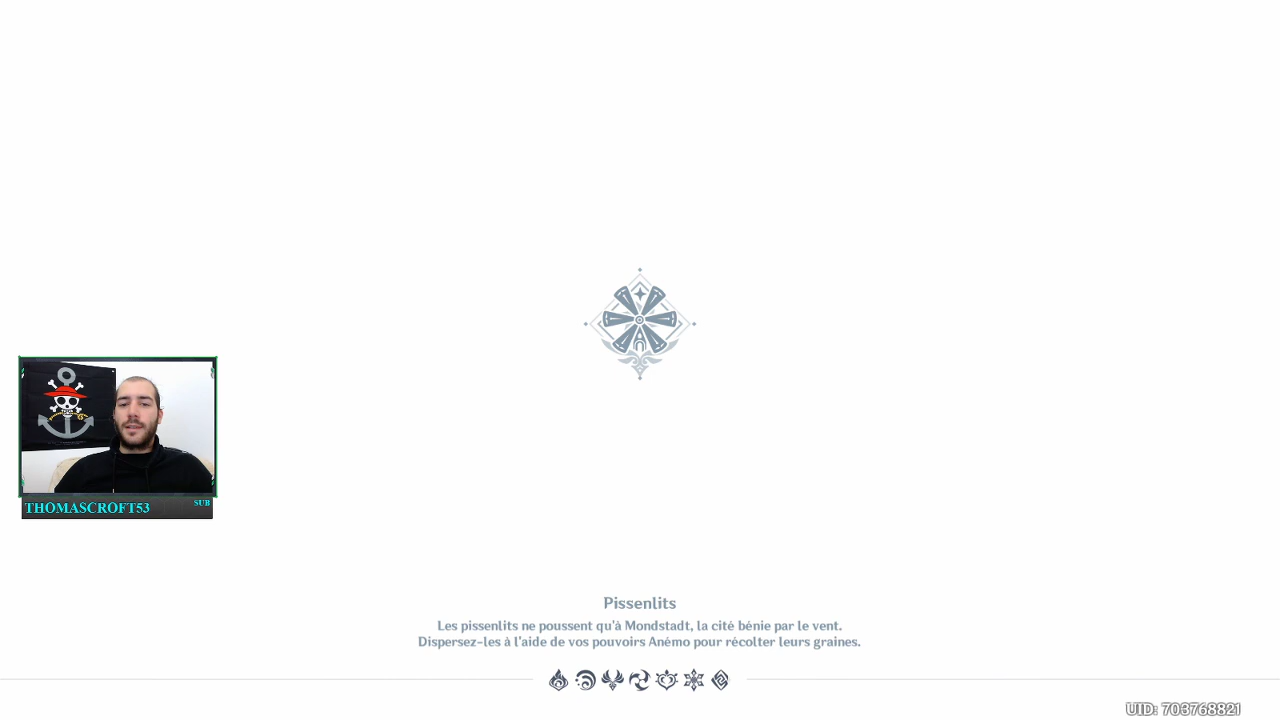 THOMASCROFT53
SUB
Pissenlits
Les pissenlits ne poussent qu'à Mondstadt, la cité bénie par le vent.
Dispersez-les à l'aide de vos pouvoirs Anémo pour récolter leurs graines.
UID: 703768821